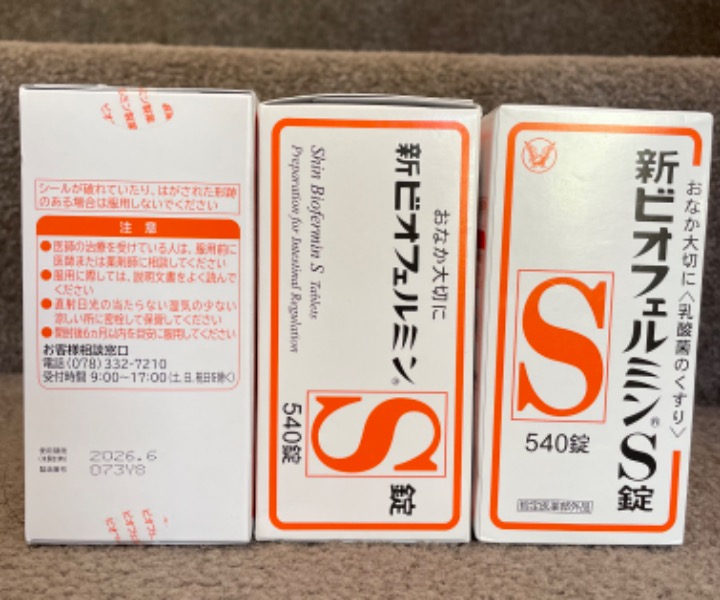 シールが破れていたり、はがされた形跡
のある場合は服用しないでください
注意
●医師の治療を受けている人は、服用前に
医師または薬剤師に相談してください
●服用に際しては、説明文書をよく読んで
ください
●直射日光の当たらない湿気の少ない
涼しい所に密栓して保管してください
●開封後6ヵ月以内を目安に服用してください
お客様相談窓口
電話(078)332-7210
受付時間 9:00〜17:00(土、日、祝日を除く)
使用期限
2026.6
製造番号
073Y8
おなか大切に
新ビオフェルミン®S錠
Shin Biofermin S Tablets
Preparation for Intestinal Regulation
540錠
おなか大切に〈乳酸菌のくすり〉
新ビオフェルミン®S錠
S
540錠
指定医薬部外品